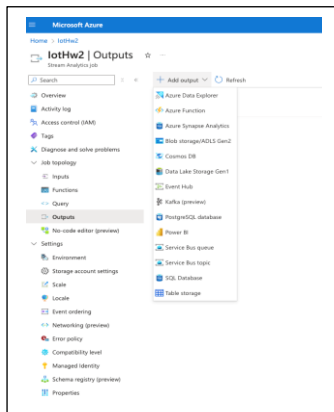 Microsoft Azure
Home > IotHw2
IotHw2 | Outputs
Stream Analytics job
Search
Overview
Activity log
Access control (IAM)
Tags
Diagnose and solve problems
Job topology
Inputs
Functions
Query
Outputs
No-code editor (preview)
Settings
Environment
Storage account settings
Scale
Locale
Event ordering
Networking (preview)
Error policy
Compatibility level
Managed Identity
Schema registry (preview)
Properties
Add output
Refresh
Azure Data Explorer
Azure Function
Azure Synapse Analytics
Blob storage/ADLS Gen2
Cosmos DB
Data Lake Storage Gen1
Event Hub
Kafka (preview)
PostgreSQL database
Power BI
Service Bus queue
Service Bus topic
SQL Database
Table storage